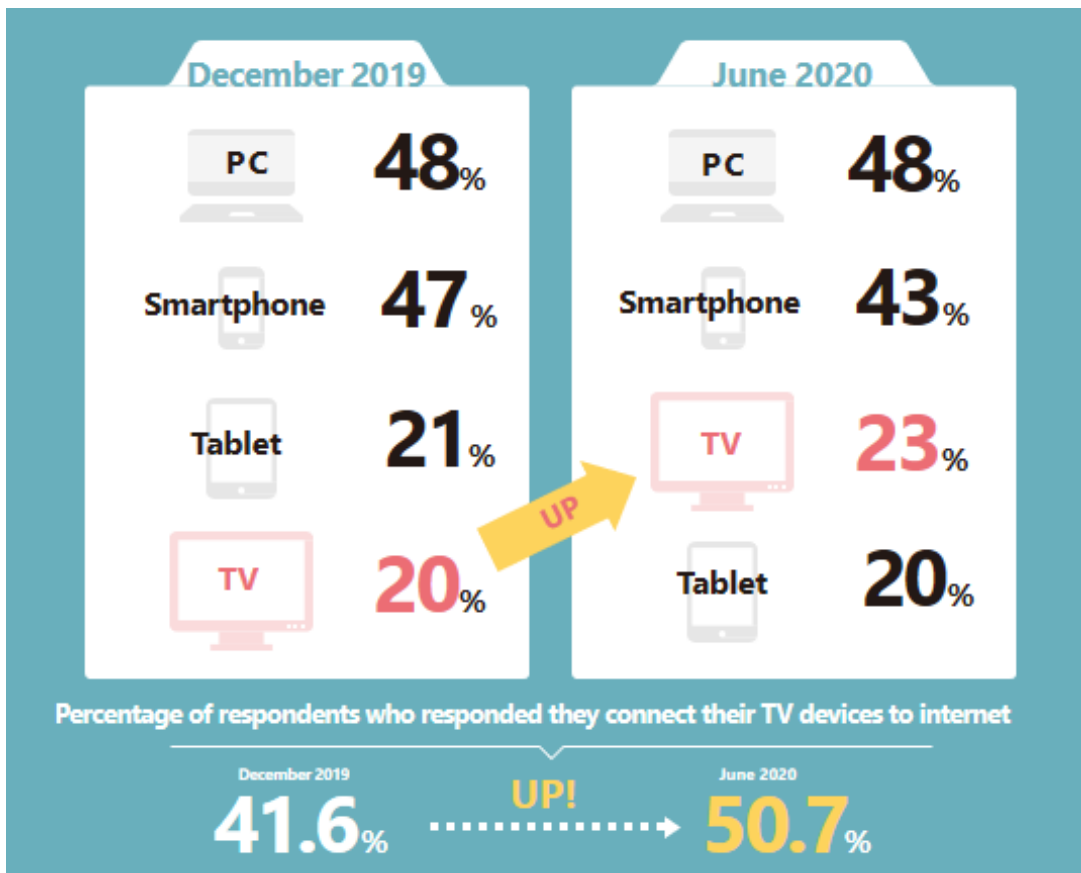 December 2019
PC 48%
Smartphone 47%
Tablet 21%
TV 20%
UP
June 2020
PC 48%
Smartphone 43%
TV 23%
Tablet 20%
Percentage of respondents who responded they connect their TV devices to internet
December 2019
41.6%
UP!
June 2020
50.7%